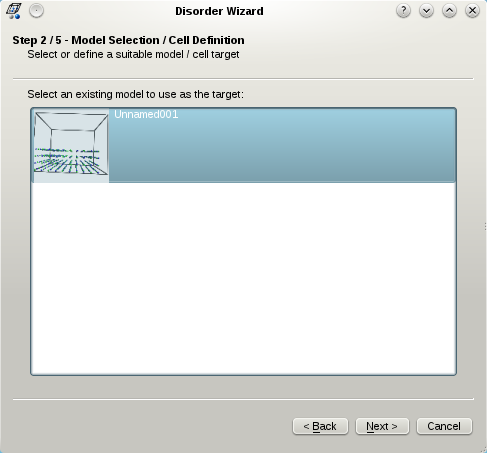 Disorder Wizard
Step 2 / 5 - Model Selection / Cell Definition
Select or define a suitable model / cell target
Select an existing model to use as the target:
Unnamed001
< Back
Next >
Cancel